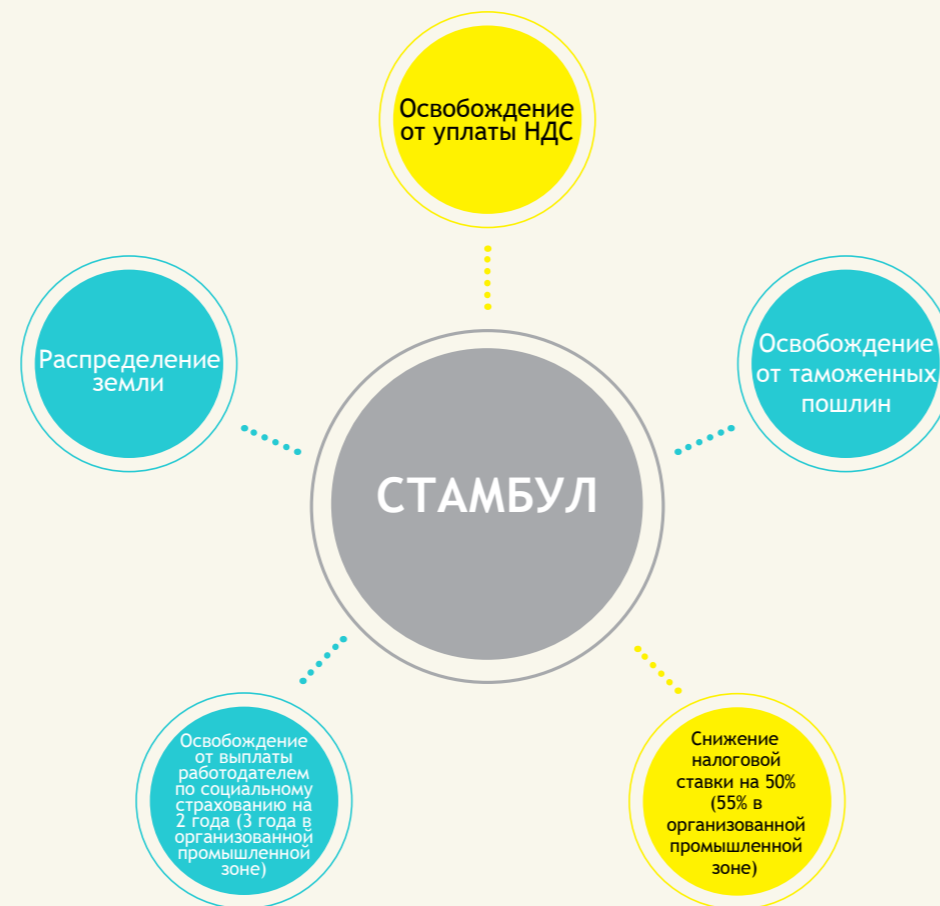 Освобождение
от уплаты НДС
Распределение
земли
Освобождение
от таможенных
пошлин
СТАМБУЛ
Освобождение
от выплаты
работодателем
по социальному
страхованию на
2 года (3 года в
организованной
промышленной
зоне)
Снижение
налоговой
ставки на 50%
(55% в
организованной
промышленной
зоне)